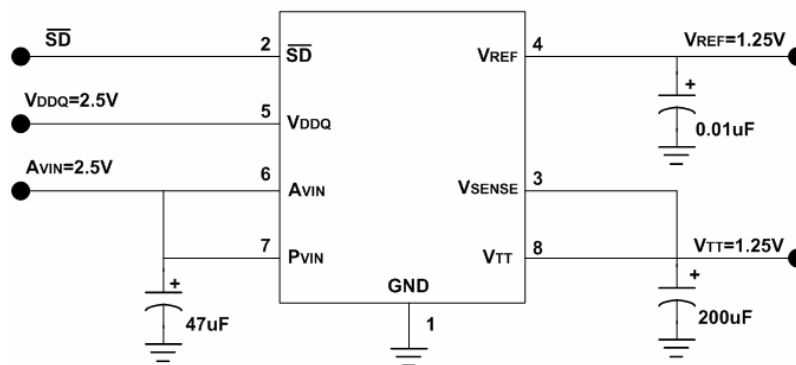 SD
2
SD
VREF
4
VREF=1.25V
VDDQ=2.5V
5
VDDQ
+
0.01uF
AVIN=2.5V
6
AVIN
VSENSE
3
7
PVIN
VTT
8
VTT=1.25V
+
47uF
GND
1
+
200uF